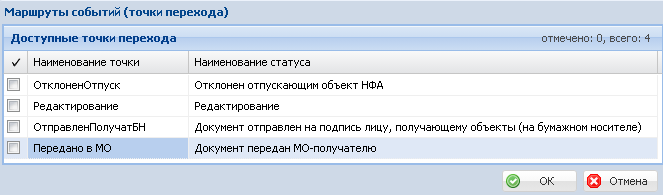 Маршруты событий (точки перехода)
Доступные точки перехода отмечено: 0, всего: 4
Наименование точки Наименование статуса
ОтклоненОтпуск Отклонен отпускающим объект НФА
Редактирование Редактирование
ОтправленПолучатБН Документ отправлен на подпись лицу, получающему объекты (на бумажном носителе)
Передано в МО Документ передан МО-получателю
ОК Отмена